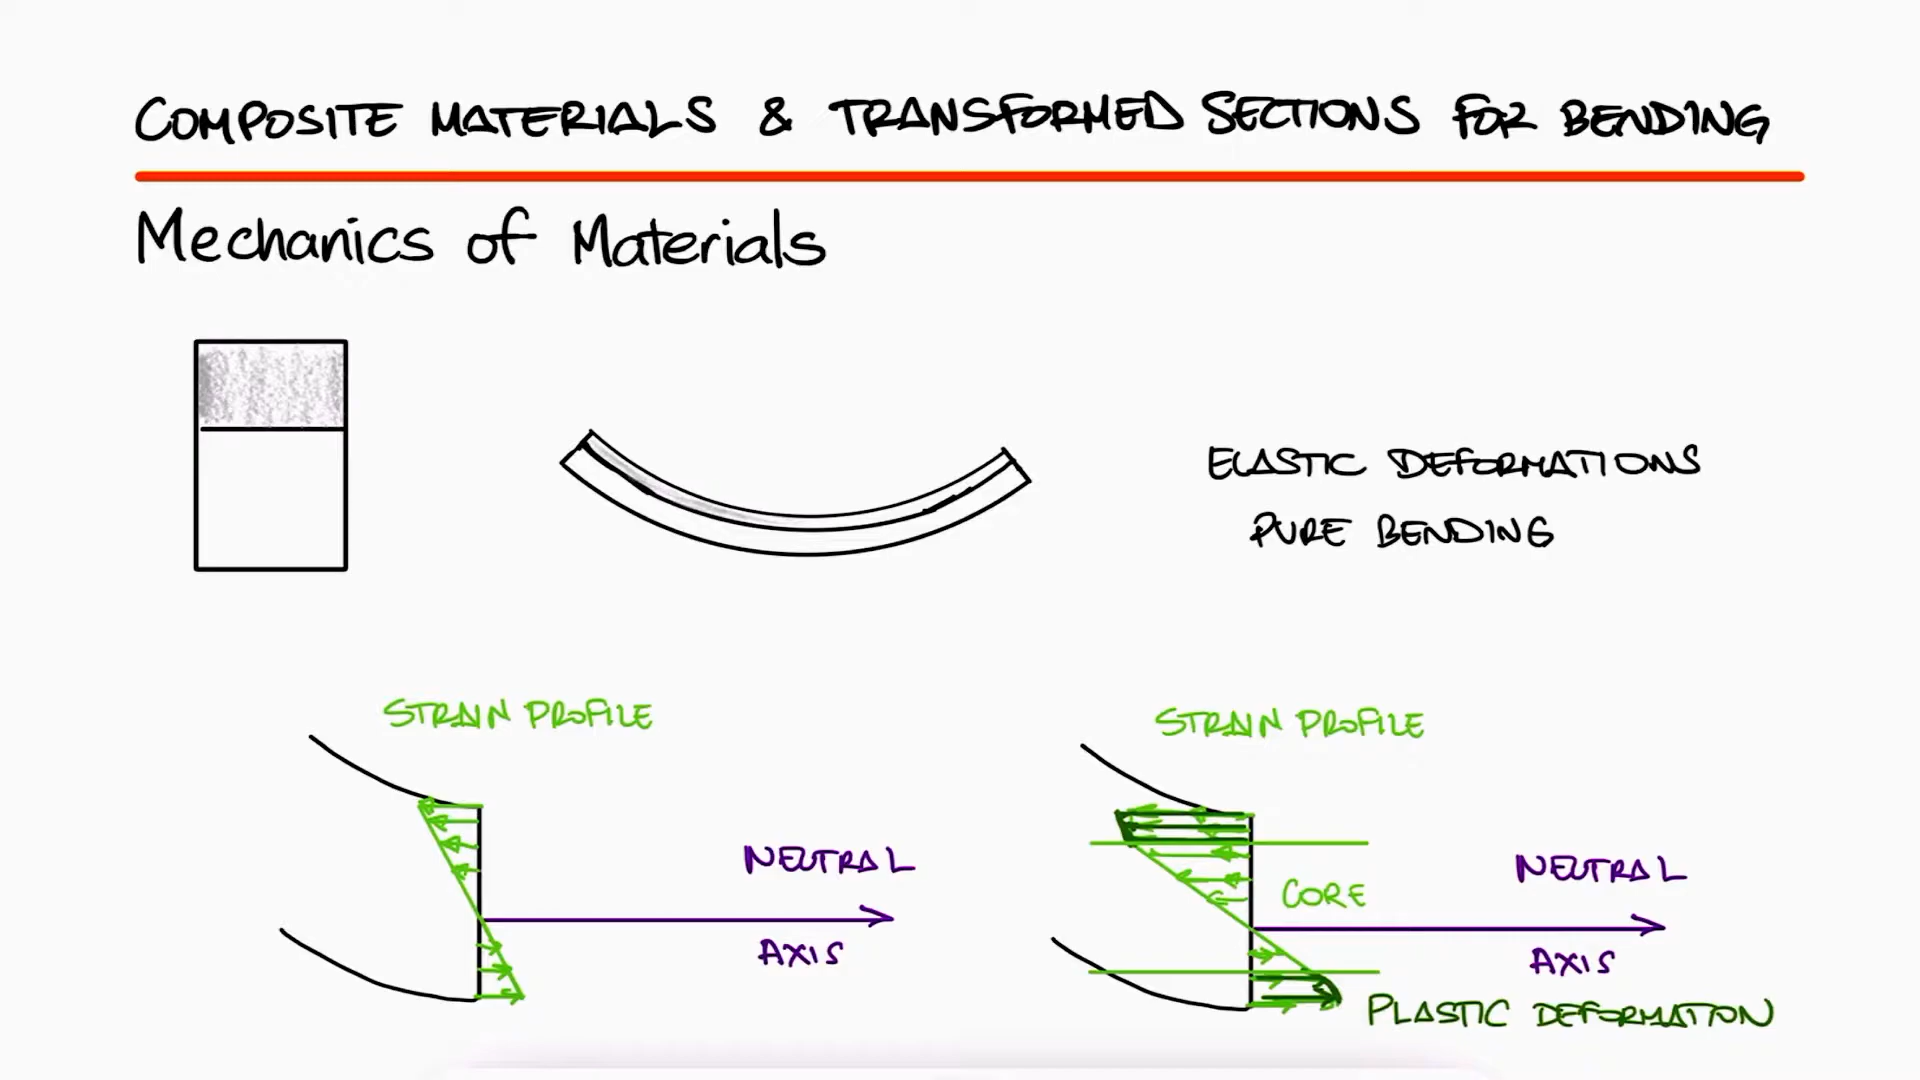 COMPOSITE MATERIALS & TRANSFORMED SECTIONS FOR BENDING
Mechanics of Materials
ELASTIC DEFORMATIONS
PURE BENDING
STRAIN PROFILE
NEUTRAL
AXIS
STRAIN PROFILE
CORE
NEUTRAL
AXIS
PLASTIC DEFORMATION